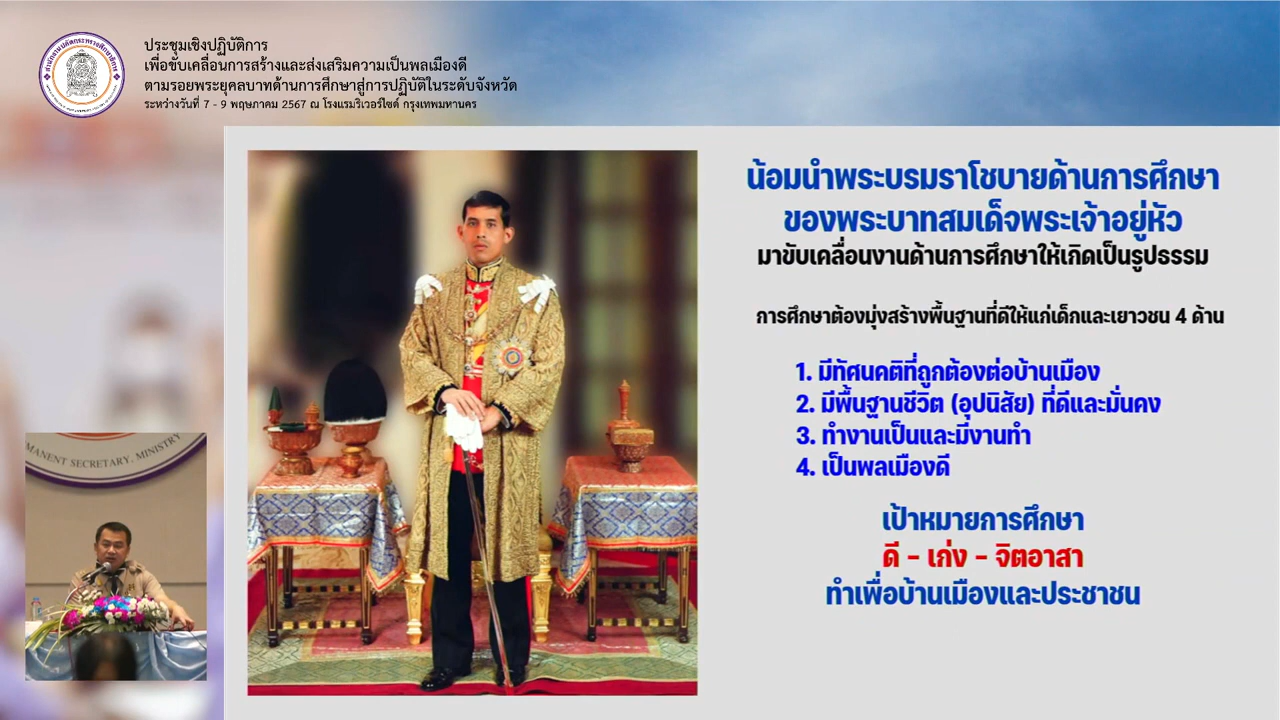 ประชุมเชิงปฏิบัติการ
เพื่อขับเคลื่อนการสร้างและส่งเสริมความเป็นพลเมืองดี
ตามรอยพระยุคลบาทด้านการศึกษาสู่การปฏิบัติในระดับจังหวัด
ระหว่างวันที่ 7 - 9 พฤษภาคม 2567 ณ โรงแรมริเวอร์ไซด์ กรุงเทพมหานคร
น้อมนำพระบรมราโชบายด้านการศึกษา
ของพระบาทสมเด็จพระเจ้าอยู่หัว
มาขับเคลื่อนงานด้านการศึกษาให้เกิดเป็นรูปธรรม
การศึกษาต้องมุ่งสร้างพื้นฐานที่ดีให้แก่เด็กและเยาวชน 4 ด้าน
1. มีทัศนคติที่ถูกต้องต่อบ้านเมือง
2. มีพื้นฐานชีวิต (อุปนิสัย) ที่ดีและมั่นคง
3. ทำงานเป็นและมีงานทำ
4. เป็นพลเมืองดี
เป้าหมายการศึกษา
ดี - เก่ง - จิตอาสา
ทำเพื่อบ้านเมืองและประชาชน
MANENT SECRETARY, MINISTRY